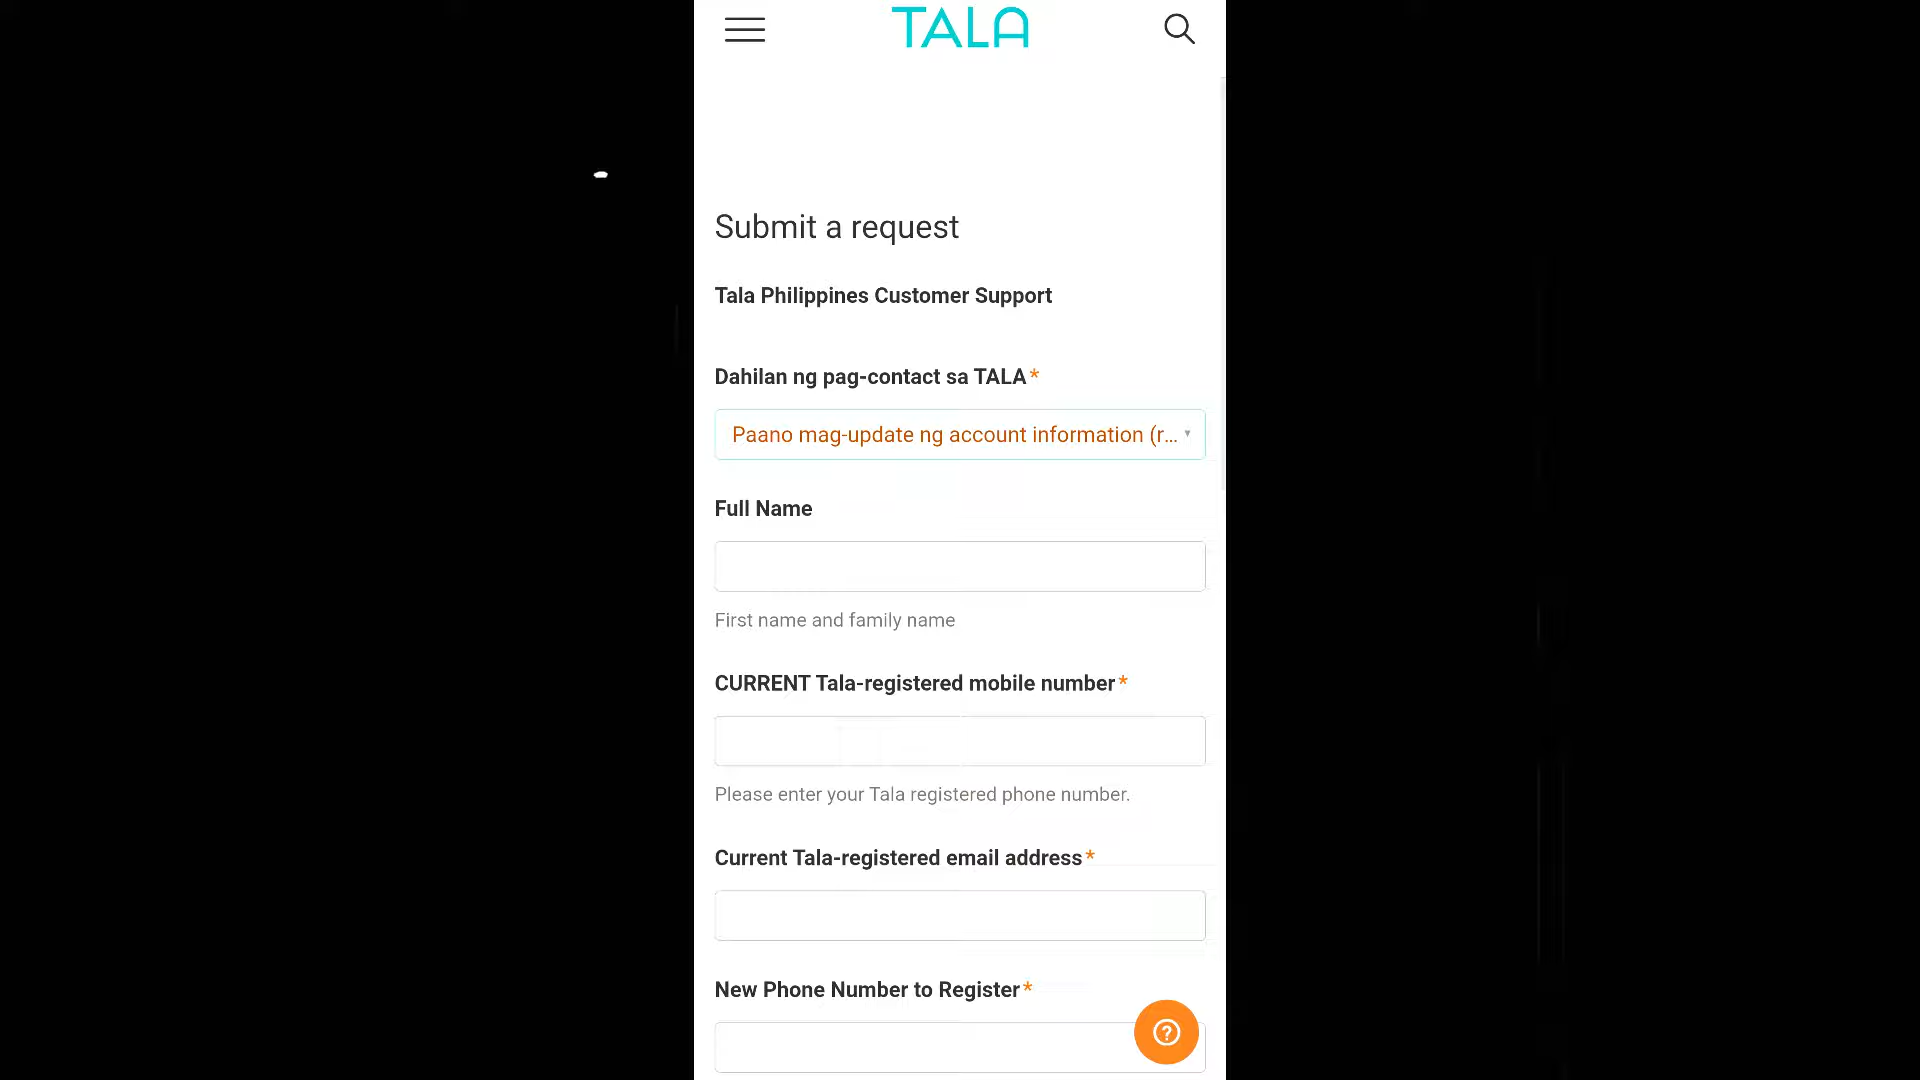 TALA
Submit a request
Tala Philippines Customer Support
Dahilan ng pag-contact sa TALA*
Paano mag-update ng account information (r...
Full Name
First name and family name
CURRENT Tala-registered mobile number*
Please enter your Tala registered phone number.
Current Tala-registered email address*
New Phone Number to Register*